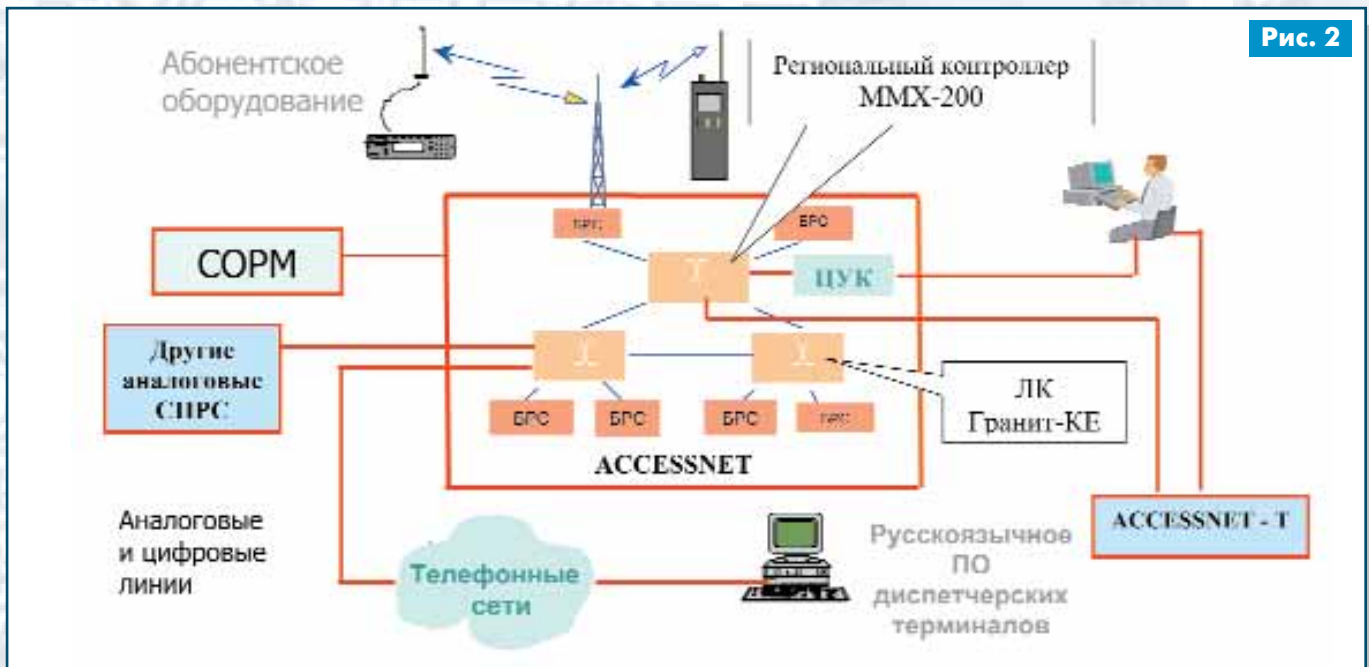 Рис. 2
Абонентское
оборудование
Региональный контроллер
MMX-200
БРС
БРС
СОРМ
ЦУК
Другие
аналоговые
СПРС
ЛК
Гранит-КЕ
БРС
БРС
БРС
БРС
ACCESSNET
ACCESSNET - T
Аналоговые
и цифровые
линии
Телефонные
сети
Русскоязычное
ПО
диспетчерских
терминалов